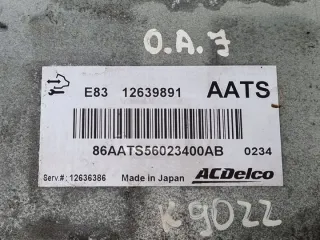 O.A.7
E83 12639891 AATS
86AATS56023400AB 0234
Serv.#: 12636386 Made in Japan ACDelco
K9022